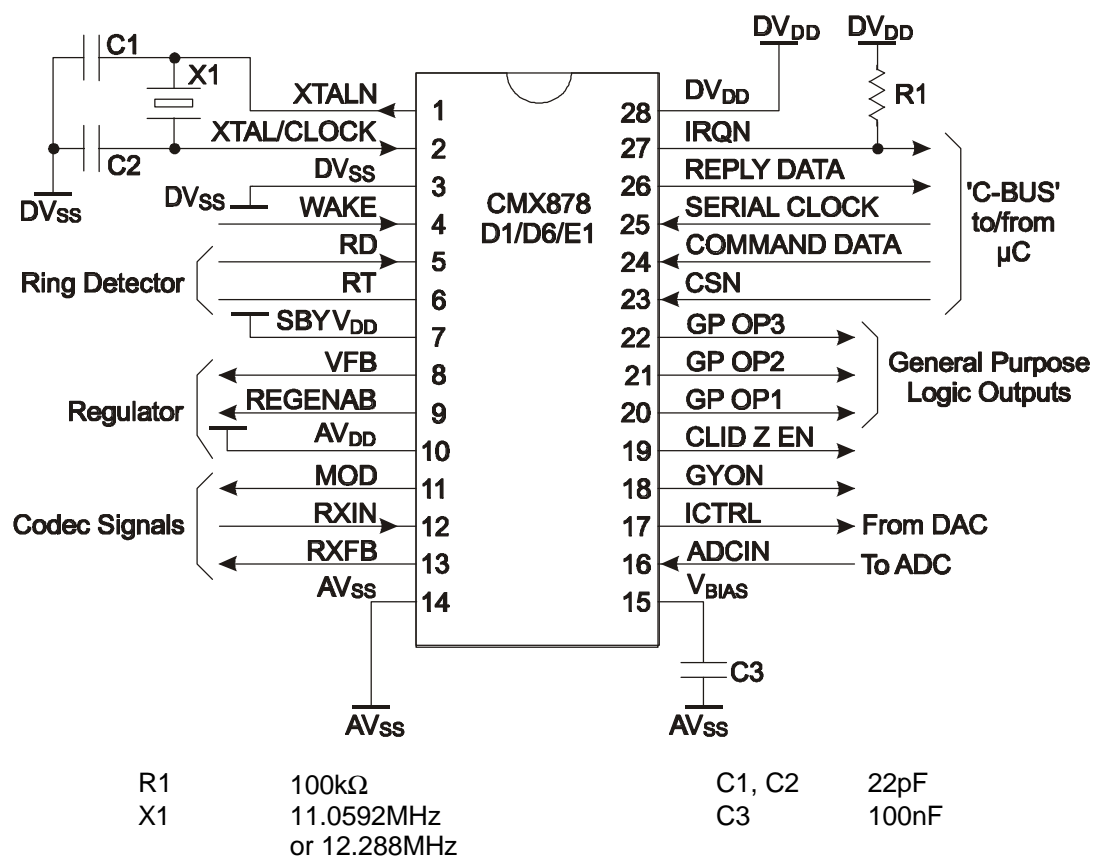 C1
X1
C2
DVSS
XTALN
XTAL/CLOCK
DVSS
DVSS
WAKE
RD
RT
Ring Detector
SBYVDD
VFB
REGENAB
AVDD
Regulator
MOD
RXIN
RXFB
Codec Signals
AVSS
AVSS
1
2
3
4
5
6
7
8
9
10
11
12
13
14
CMX878
D1/D6/E1
28
27
26
25
24
23
22
21
20
19
18
17
16
15
DVDD
DVDD
DVDD
R1
IRQN
REPLY DATA
SERIAL CLOCK
COMMAND DATA
CSN
'C-BUS'
to/from
µC
GP OP3
GP OP2
GP OP1
General Purpose
Logic Outputs
CLID Z EN
GYON
ICTRL
From DAC
ADCIN
To ADC
VBIAS
C3
AVSS
R1 100kΩ C1, C2 22pF
X1 11.0592MHz C3 100nF
or 12.288MHz